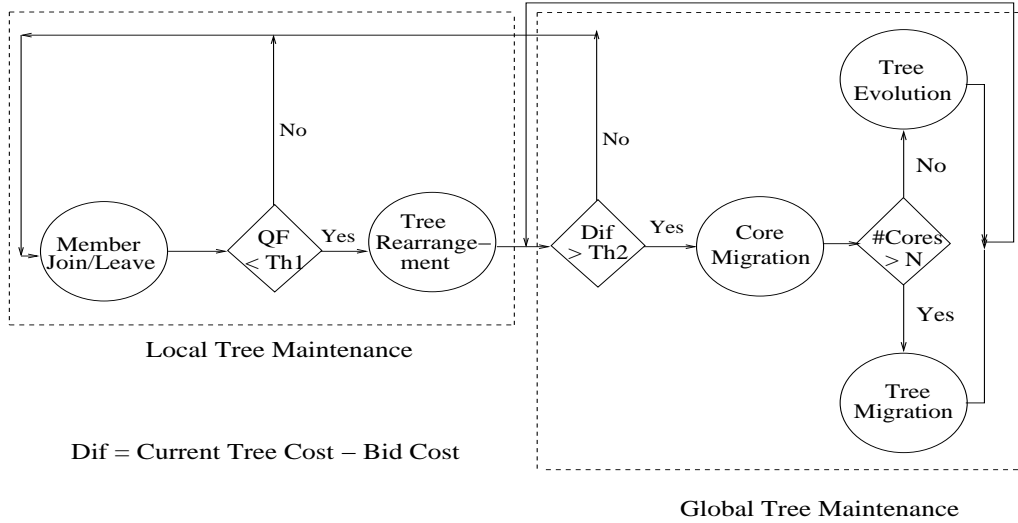 Member
Join/Leave
QF
< Th1
No
Yes
Tree
Rearrange–
ment
Dif
> Th2
No
Yes
Core
Migration
#Cores
> N
No
Tree
Evolution
Yes
Tree
Migration
Local Tree Maintenance
Dif = Current Tree Cost – Bid Cost
Global Tree Maintenance